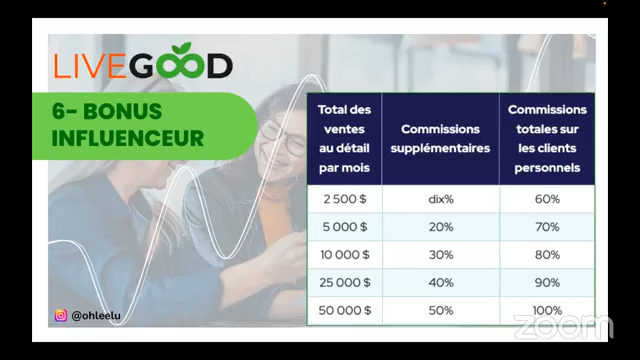 LIVEGOOD
6- BONUS
INFLUENCEUR
Total des
ventes
au détail
par mois
Commissions
supplémentaires
Commissions
totales sur
les clients
personnels
2 500 $ dix% 60%
5 000 $ 20% 70%
10 000 $ 30% 80%
25 000 $ 40% 90%
50 000 $ 50% 100%
@ohleelu
zoom